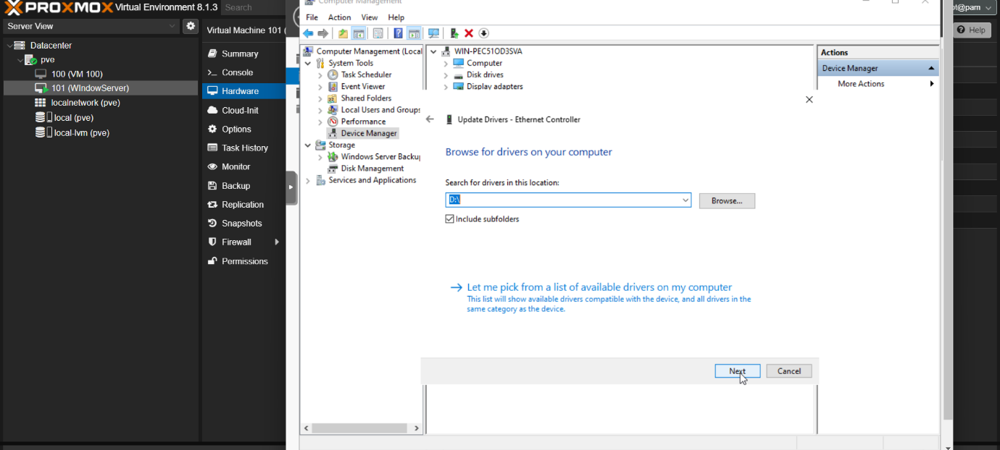 PROXMOX Virtual Environment 8.1.3
Search
Server View
Datacenter
pve
100 (VM 100)
101 (WIndowServer)
localnetwork (pve)
local (pve)
local-lvm (pve)
Virtual Machine 101 (
Summary
Console
Hardware
Cloud-Init
Options
Task History
Monitor
Backup
Replication
Snapshots
Firewall
Permissions
Computer Management
File Action View Help
Computer Management (Local
System Tools
Task Scheduler
Event Viewer
Shared Folders
Local Users and Groups
Performance
Device Manager
Storage
Windows Server Backup
Disk Management
Services and Applications
WIN-PEC51OD3SVA
Computer
Disk drives
Display adapters
Update Drivers - Ethernet Controller
Browse for drivers on your computer
Search for drivers in this location:
D:\
Browse...
Include subfolders
Let me pick from a list of available drivers on my computer
This list will show available drivers compatible with the device, and all drivers in the
same category as the device.
Next
Cancel
Actions
Device Manager
More Actions
ot@pam
Help